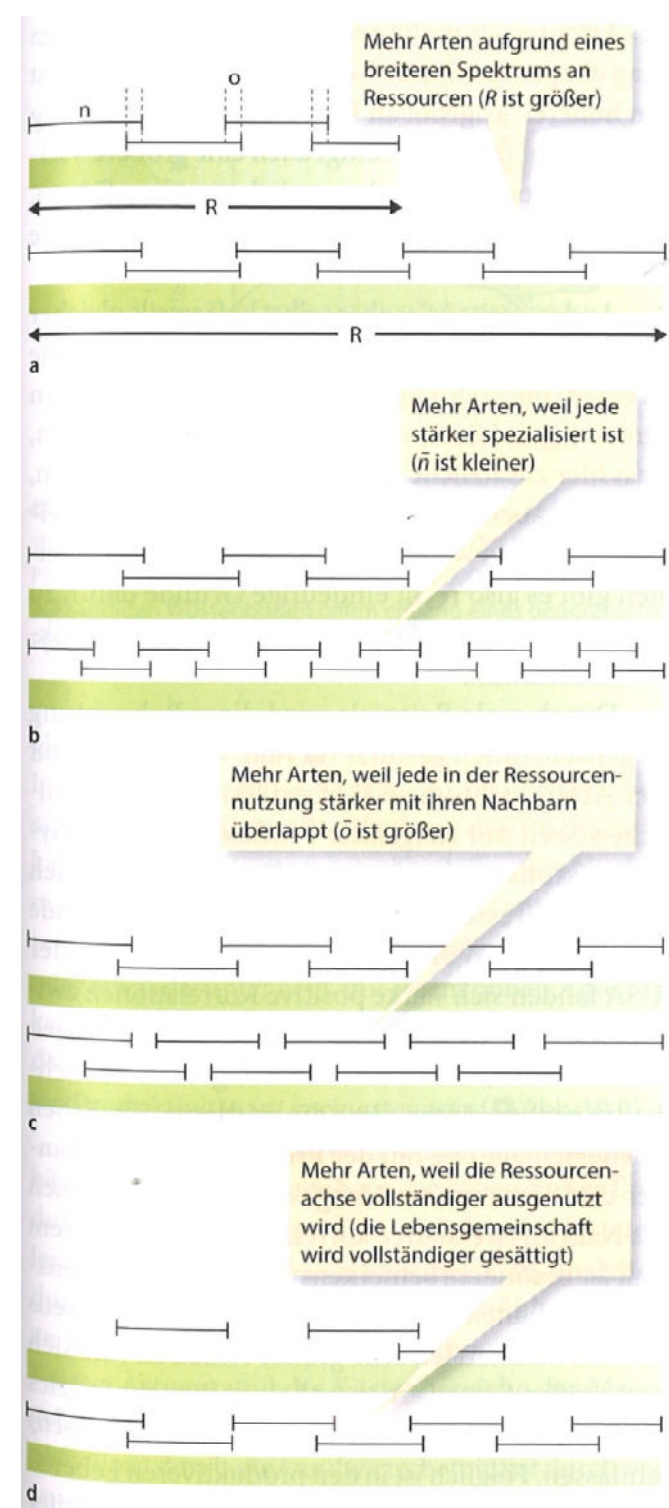 Mehr Arten aufgrund eines
breiteren Spektrums an
Ressourcen (R ist größer)
o
n
R
R
a
Mehr Arten, weil jede
stärker spezialisiert ist
(n̄ ist kleiner)
b
Mehr Arten, weil jede in der Ressourcen-
nutzung stärker mit ihren Nachbarn
überlappt (ō ist größer)
c
Mehr Arten, weil die Ressourcen-
achse vollständiger ausgenutzt
wird (die Lebensgemeinschaft
wird vollständiger gesättigt)
d